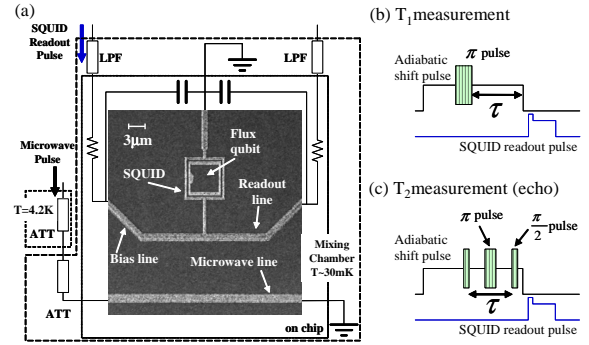 (a)
SQUID
Readout
Pulse
LPF
LPF
3μm
Flux
qubit
SQUID
Readout
line
Microwave
Pulse
T=4.2K
ATT
Bias line
Microwave line
Mixing
Chamber
T~30mK
ATT
on chip
(b) T₁measurement
π pulse
Adiabatic
shift pulse
τ
SQUID readout pulse
(c) T₂measurement (echo)
π pulse
π/2 pulse
Adiabatic
shift pulse
τ
SQUID readout pulse